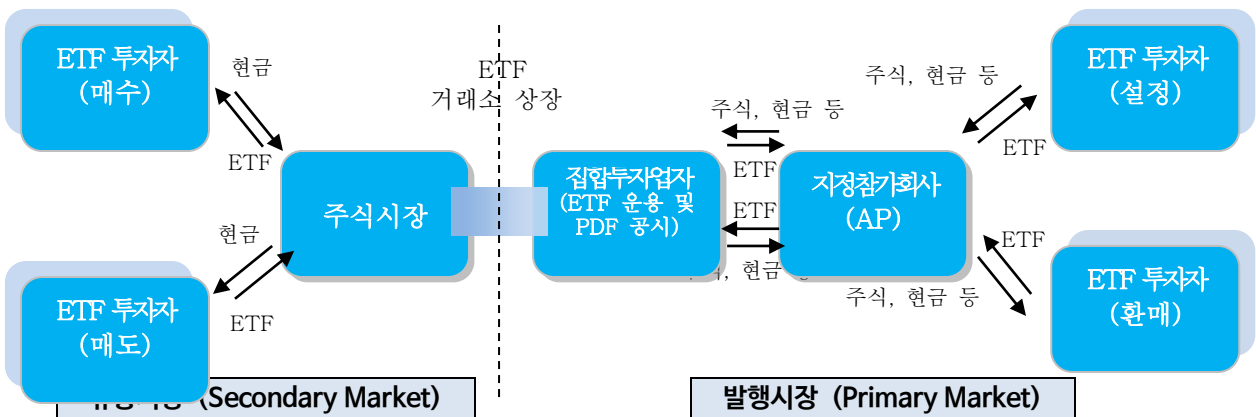 ETF 투자자
(매수)
현금
ETF
ETF
거래소 상장
주식시장
현금
ETF
ETF 투자자
(매도)
(Secondary Market)
집합투자업자
(ETF 운용 및
PDF 공시)
주식, 현금 등
ETF
ETF
현금
지정참가회사
(AP)
주식, 현금 등
ETF
ETF 투자자
(설정)
ETF
주식, 현금 등
ETF 투자자
(환매)
발행시장 (Primary Market)